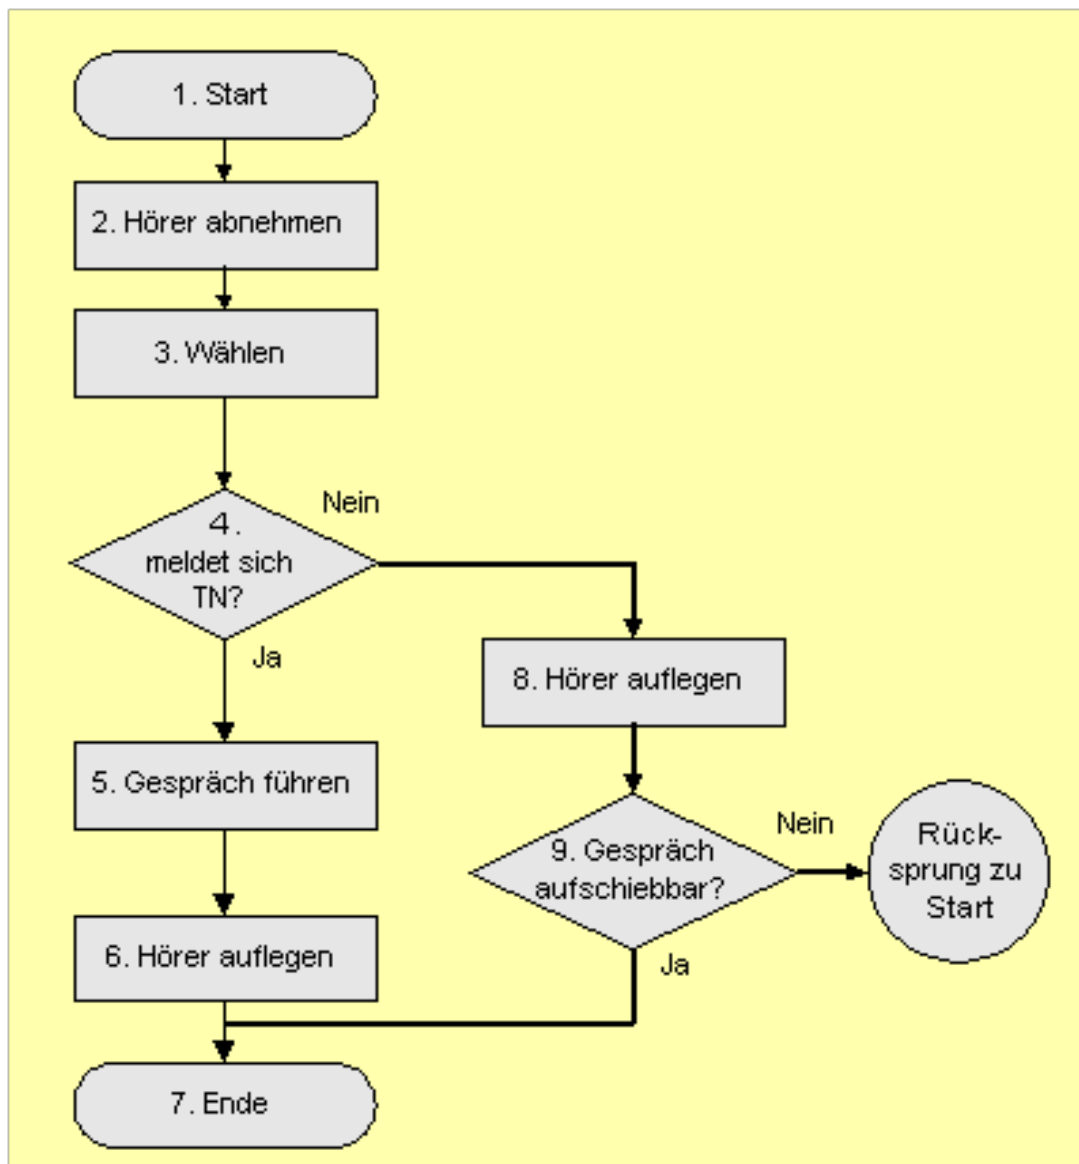 1. Start
2. Hörer abnehmen
3. Wählen
Nein
4.
meldet sich
TN?
Ja
8. Hörer auflegen
5. Gespräch führen
Nein
9. Gespräch
aufschiebbar?
Rück-
sprung zu
Start
6. Hörer auflegen
Ja
7. Ende